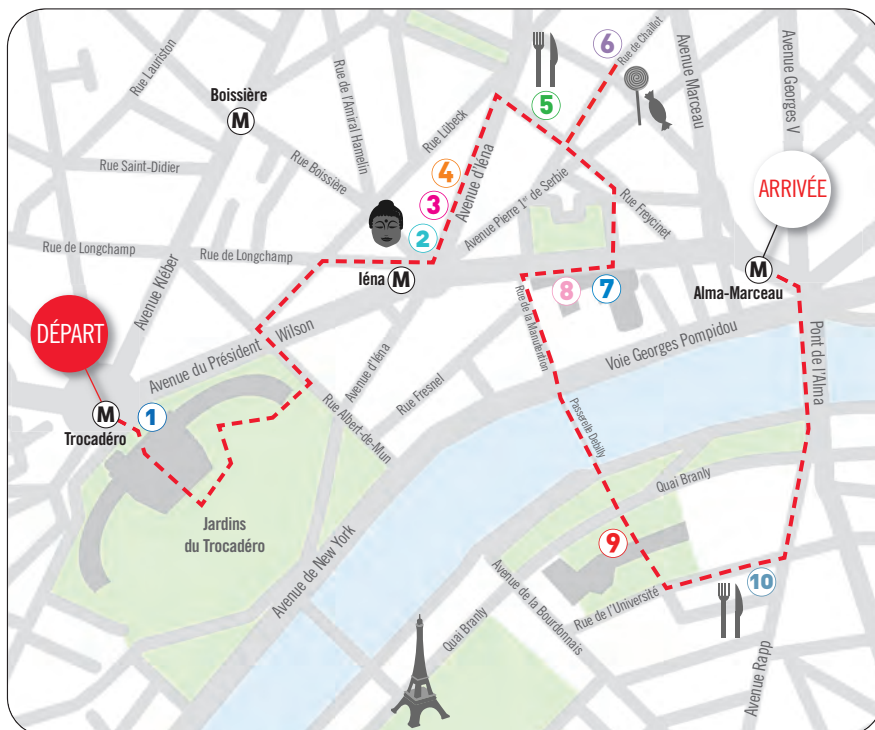 Rue Lauriston
Boissière
M
Rue de l'Amiral Hamelin
Rue Lübeck
5
6
Rue de Chaillot
Avenue Marceau
Avenue Georges V
Rue Saint-Didier
Rue Boissière
4
3
2
Avenue d'Iéna
Avenue Pierre 1er de Serbie
Rue Freycinet
ARRIVÉE
Rue de Longchamp
Rue de Longchamp
Avenue Kléber
Iéna M
M
Alma-Marceau
8
7
DÉPART
Avenue du Président Wilson
Rue de la Manutention
Voie Georges Pompidou
Pont de l'Alma
M
Trocadéro
1
Avenue d'Iéna
Rue Fresnel
Rue Albert-de-Mun
Passerelle Debilly
Jardins
du Trocadéro
Quai Branly
Avenue de New York
9
10
Avenue de la Bourdonnais
Rue de l'Université
Quai Branly
Avenue Rapp